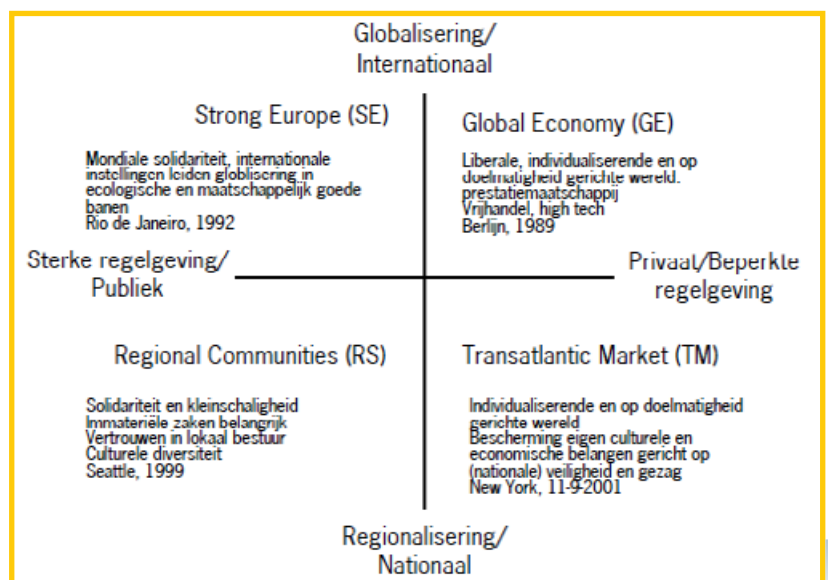 Globalisering/
Internationaal
Strong Europe (SE)
Mondiale solidariteit, internationale
instellingen leiden globlisering in
ecologische en maatschappelijk goede
banen
Rio de Janeiro, 1992
Global Economy (GE)
Liberale, individualiserende en op
doelmatigheid gerichte wereld.
prestatiemaatschappij
Vrijhandel, high tech
Berlijn, 1989
Sterke regelgeving/
Publiek
Privaat/Beperkte
regelgeving
Regional Communities (RS)
Solidariteit en kleinschaligheid
Immateriële zaken belangrijk
Vertrouwen in lokaal bestuur
Culturele diversiteit
Seattle, 1999
Transatlantic Market (TM)
Individualiserende en op doelmatigheid
gerichte wereld
Bescherming eigen culturele en
economische belangen gericht op
(nationale) veiligheid en gezag
New York, 11-9-2001
Regionalisering/
Nationaal